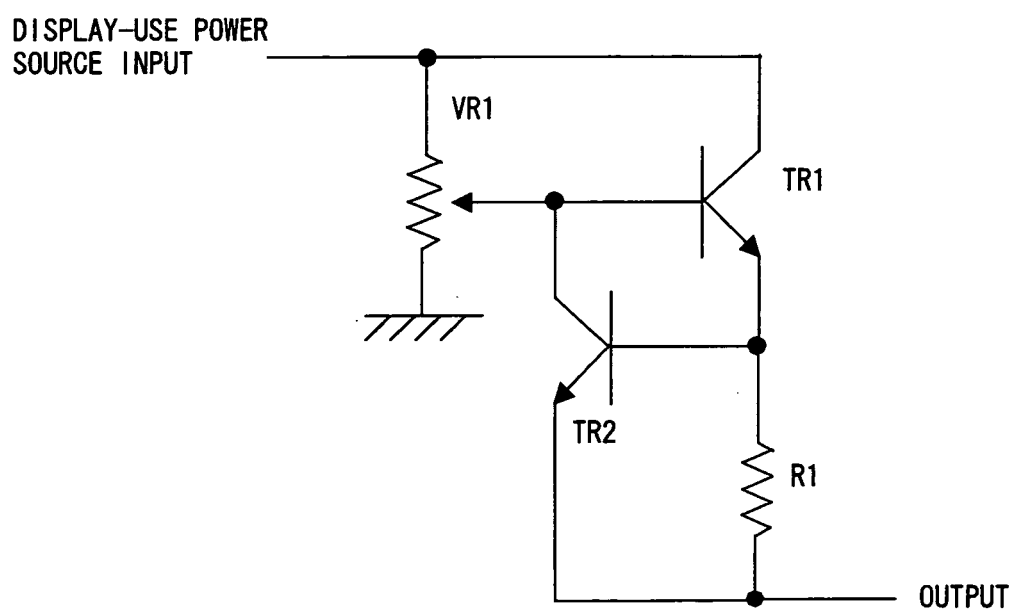 DISPLAY-USE POWER
SOURCE INPUT
VR1
TR1
TR2
R1
OUTPUT